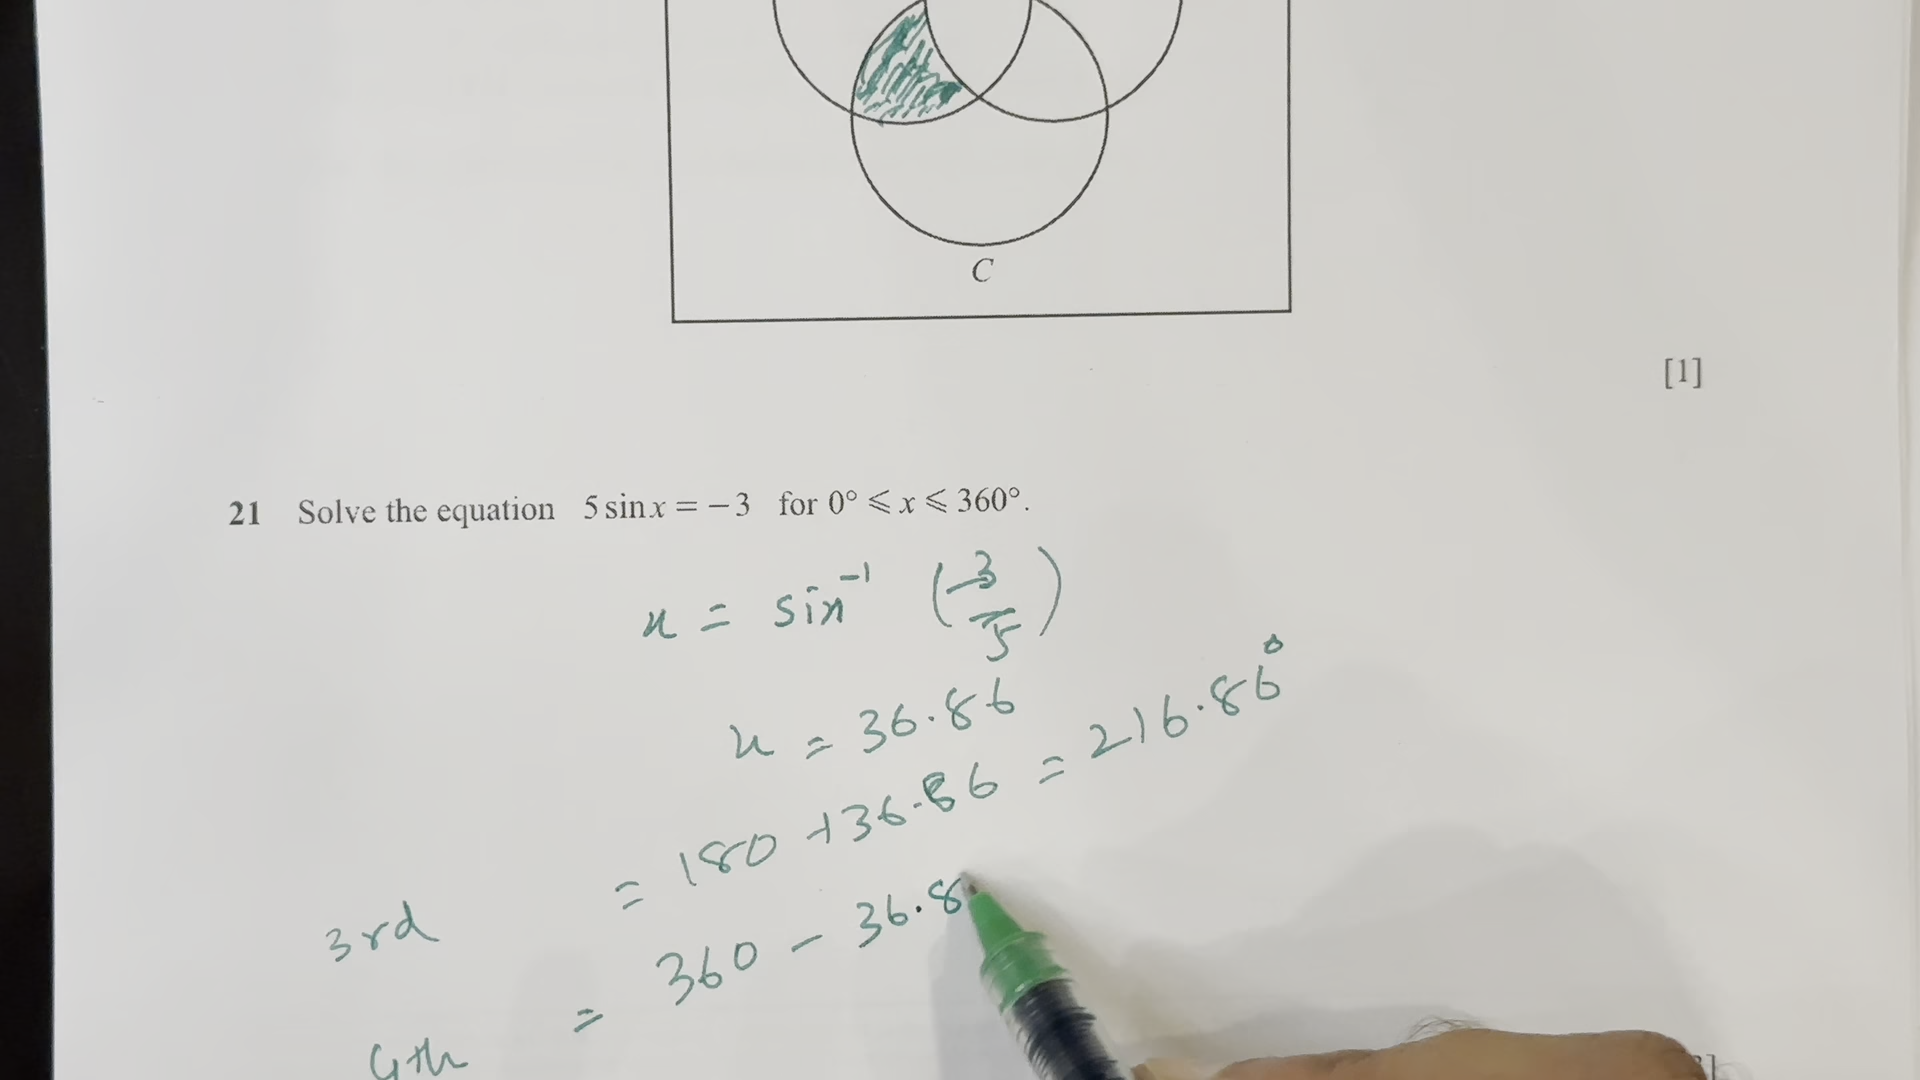 C
[1]
21 Solve the equation 5 sin x = −3 for 0° ⩽ x ⩽ 360°.
x = sin⁻¹ (-3/5)
x = 36.86
3rd = 180 + 36.86 = 216.86°
4th = 360 - 36.8
]